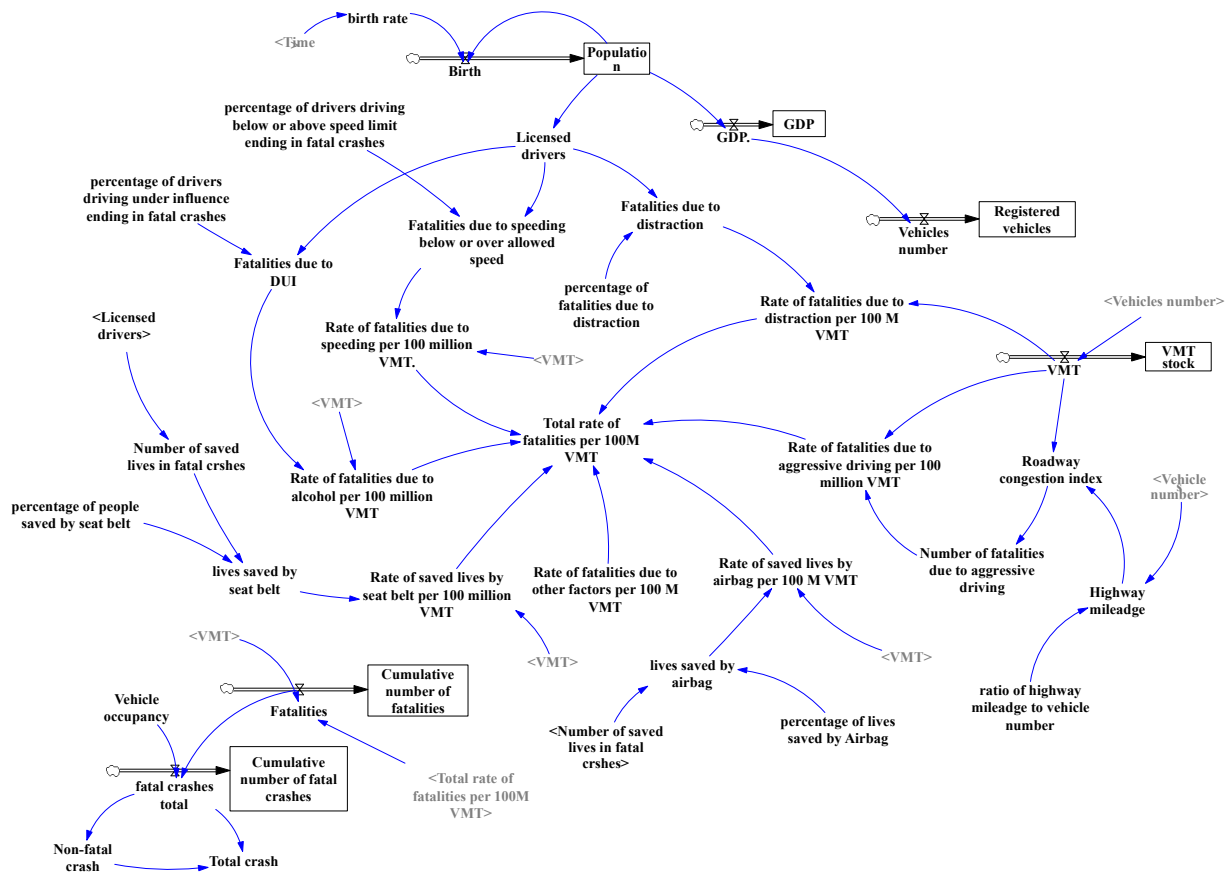 birth rate
<Time
Birth
Populatio
n
GDP.
GDP
percentage of drivers driving
below or above speed limit
ending in fatal crashes
Licensed
drivers
percentage of drivers
driving under influence
ending in fatal crashes
Fatalities due to speeding
below or over allowed
speed
Fatalities due to
distraction
Vehicles
number
Registered
vehicles
Fatalities due to
DUI
percentage of
fatalities due to
distraction
Rate of fatalities due to
distraction per 100 M
VMT
<Vehicles number>
<Licensed
drivers>
Rate of fatalities due to
speeding per 100 million
VMT.
<VMT>
VMT
VMT
stock
<VMT>
Total rate of
fatalities per 100M
VMT
Number of saved
lives in fatal crshes
Rate of fatalities due to
alcohol per 100 million
VMT
Rate of fatalities due to
aggressive driving per 100
million VMT
Roadway
congestion index
<Vehicle
number>
percentage of people
saved by seat belt
lives saved by
seat belt
Rate of saved lives by
seat belt per 100 million
VMT
Rate of fatalities due to
other factors per 100 M
VMT
Rate of saved lives by
airbag per 100 M VMT
Number of fatalities
due to aggressive
driving
Highway
mileadge
<VMT>
<VMT>
<VMT>
lives saved by
airbag
Cumulative
number of
fatalities
Fatalities
Vehicle
occupancy
<Number of saved
lives in fatal
crshes>
percentage of lives
saved by Airbag
ratio of highway
mileadge to vehicle
number
fatal crashes
total
Cumulative
number of fatal
crashes
<Total rate of
fatalities per 100M
VMT>
Non-fatal
crash
Total crash